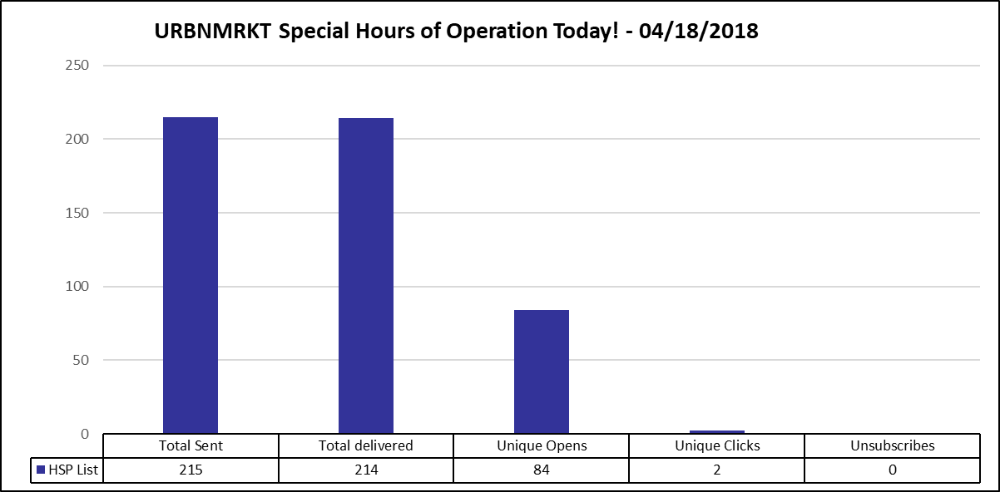 URBNMRKT Special Hours of Operation Today! - 04/18/2018
250
200
150
100
50
0
Total Sent Total delivered Unique Opens Unique Clicks Unsubscribes
HSP List 215 214 84 2 0